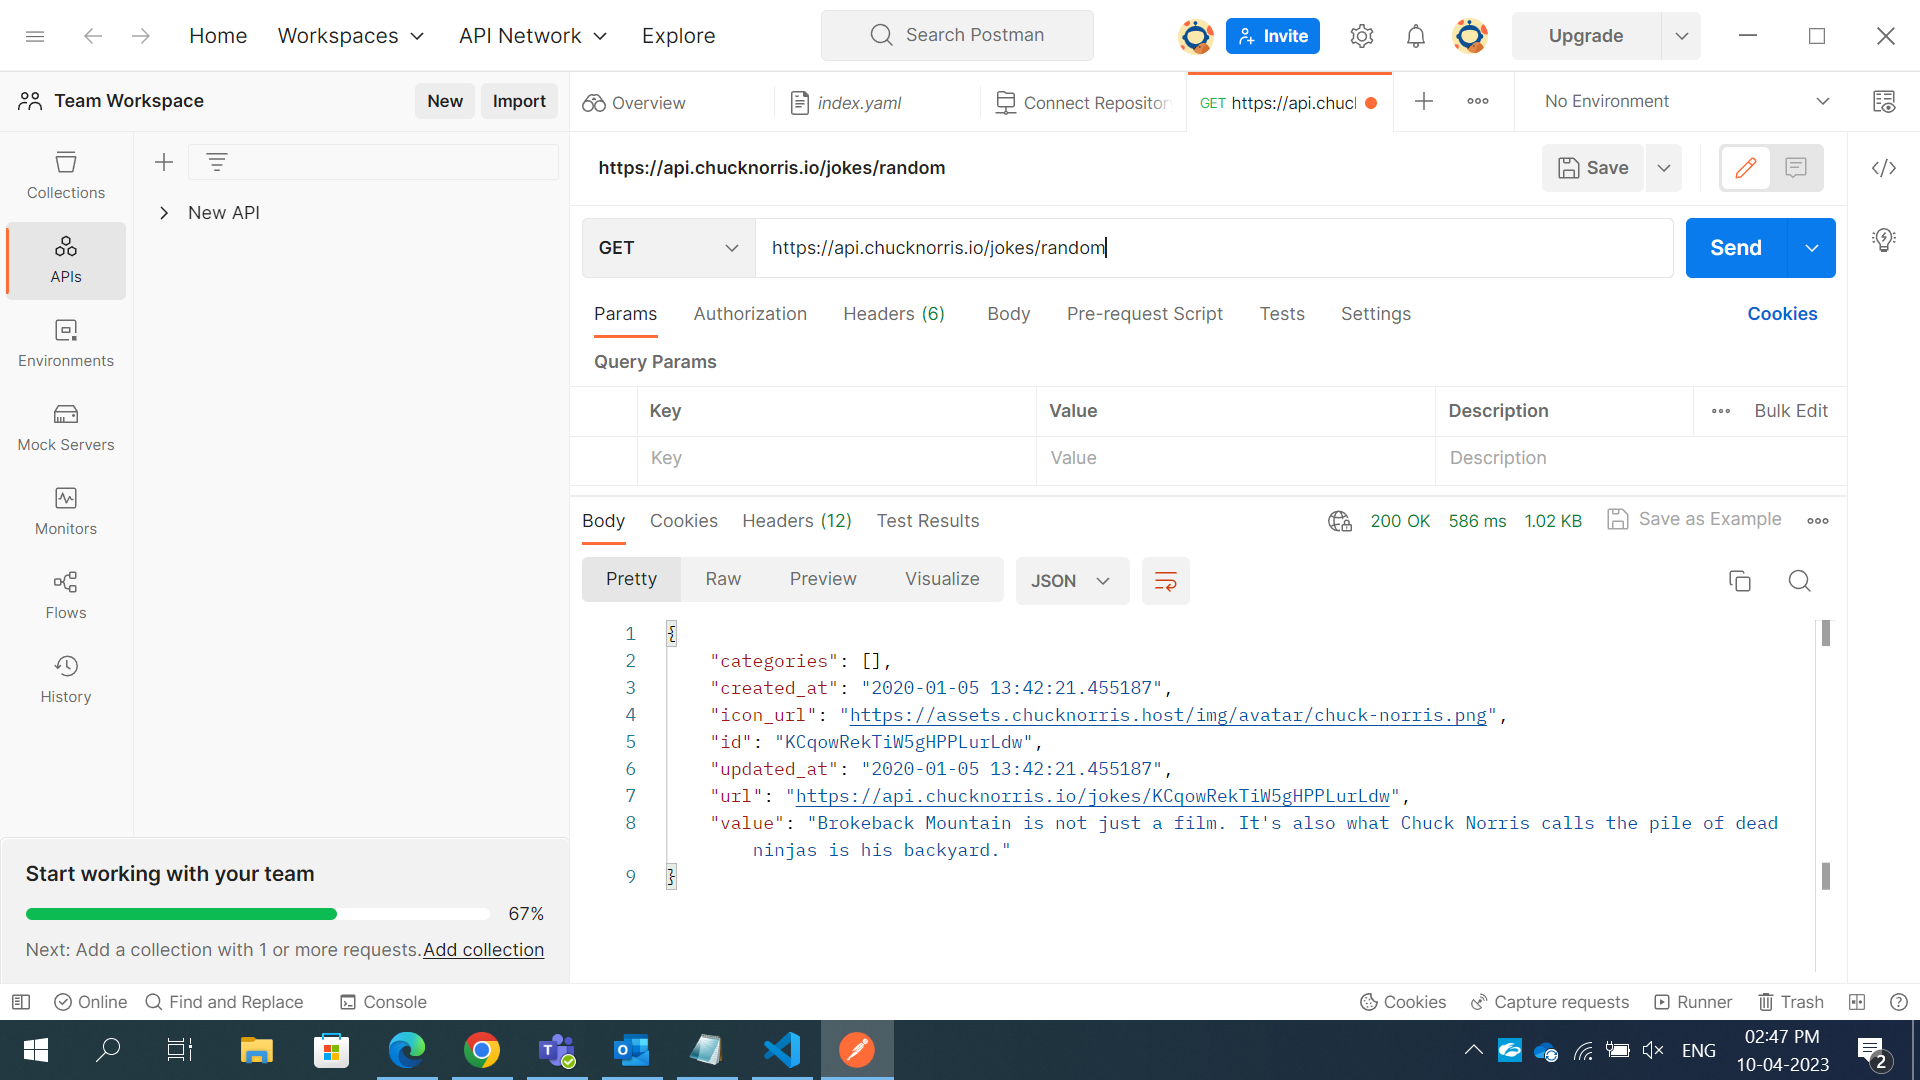 Home
Workspaces
API Network
Explore
Search Postman
Invite
Upgrade
Team Workspace
New
Import
Overview
index.yaml
Connect Repositor
GET https://api.chucl
No Environment
Collections
APIs
Environments
Mock Servers
Monitors
Flows
History
New API
https://api.chucknorris.io/jokes/random
Save
GET
https://api.chucknorris.io/jokes/random
Send
Params
Authorization
Headers (6)
Body
Pre-request Script
Tests
Settings
Cookies
Query Params
Key
Value
Description
Bulk Edit
Key
Value
Description
Body
Cookies
Headers (12)
Test Results
200 OK
586 ms
1.02 KB
Save as Example
Pretty
Raw
Preview
Visualize
JSON
1 {
2 "categories": [],
3 "created_at": "2020-01-05 13:42:21.455187",
4 "icon_url": "https://assets.chucknorris.host/img/avatar/chuck-norris.png",
5 "id": "KCqowRekTiW5gHPPLurLdw",
6 "updated_at": "2020-01-05 13:42:21.455187",
7 "url": "https://api.chucknorris.io/jokes/KCqowRekTiW5gHPPLurLdw",
8 "value": "Brokeback Mountain is not just a film. It's also what Chuck Norris calls the pile of dead
ninjas is his backyard."
9 }
Start working with your team
67%
Next: Add a collection with 1 or more requests. Add collection
Online
Find and Replace
Console
Cookies
Capture requests
Runner
Trash
ENG
02:47 PM
10-04-2023
2